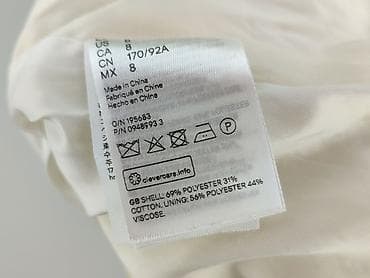 US 8
CA 8
CN 170/92A
MX 8
Made in China
Fabriqué en Chine
Hecho en China
O/N 195683
P/N 0948993.3
P
clevercare.info
GB SHELL: 69% POLYESTER 31%
COTTON. LINING: 56% POLYESTER 44%
VISCOSE.